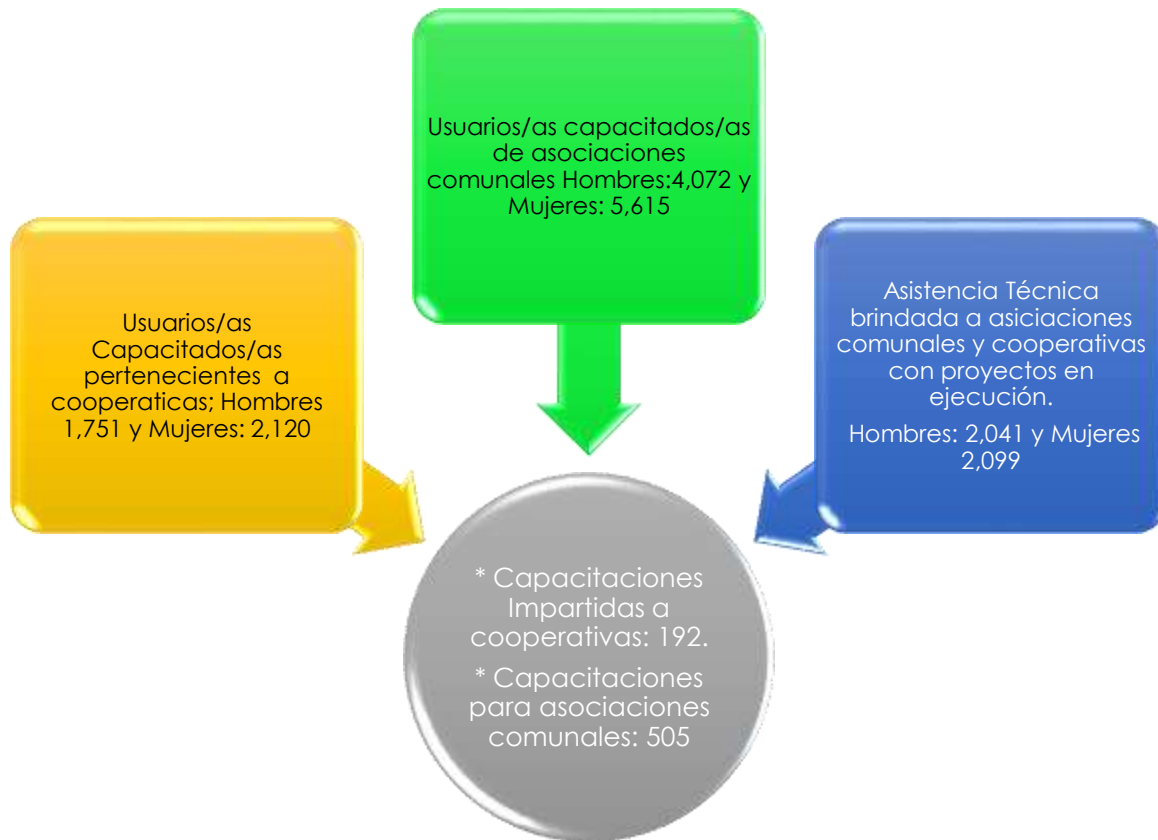 Usuarios/as capacitados/as
de asociaciones
comunales Hombres:4,072 y
Mujeres: 5,615
Usuarios/as
Capacitados/as
pertenecientes a
cooperaticas; Hombres
1,751 y Mujeres: 2,120
Asistencia Técnica
brindada a asiciaciones
comunales y cooperativas
con proyectos en
ejecución.
Hombres: 2,041 y Mujeres
2,099
* Capacitaciones
Impartidas a
cooperativas: 192.
* Capacitaciones
para asociaciones
comunales: 505